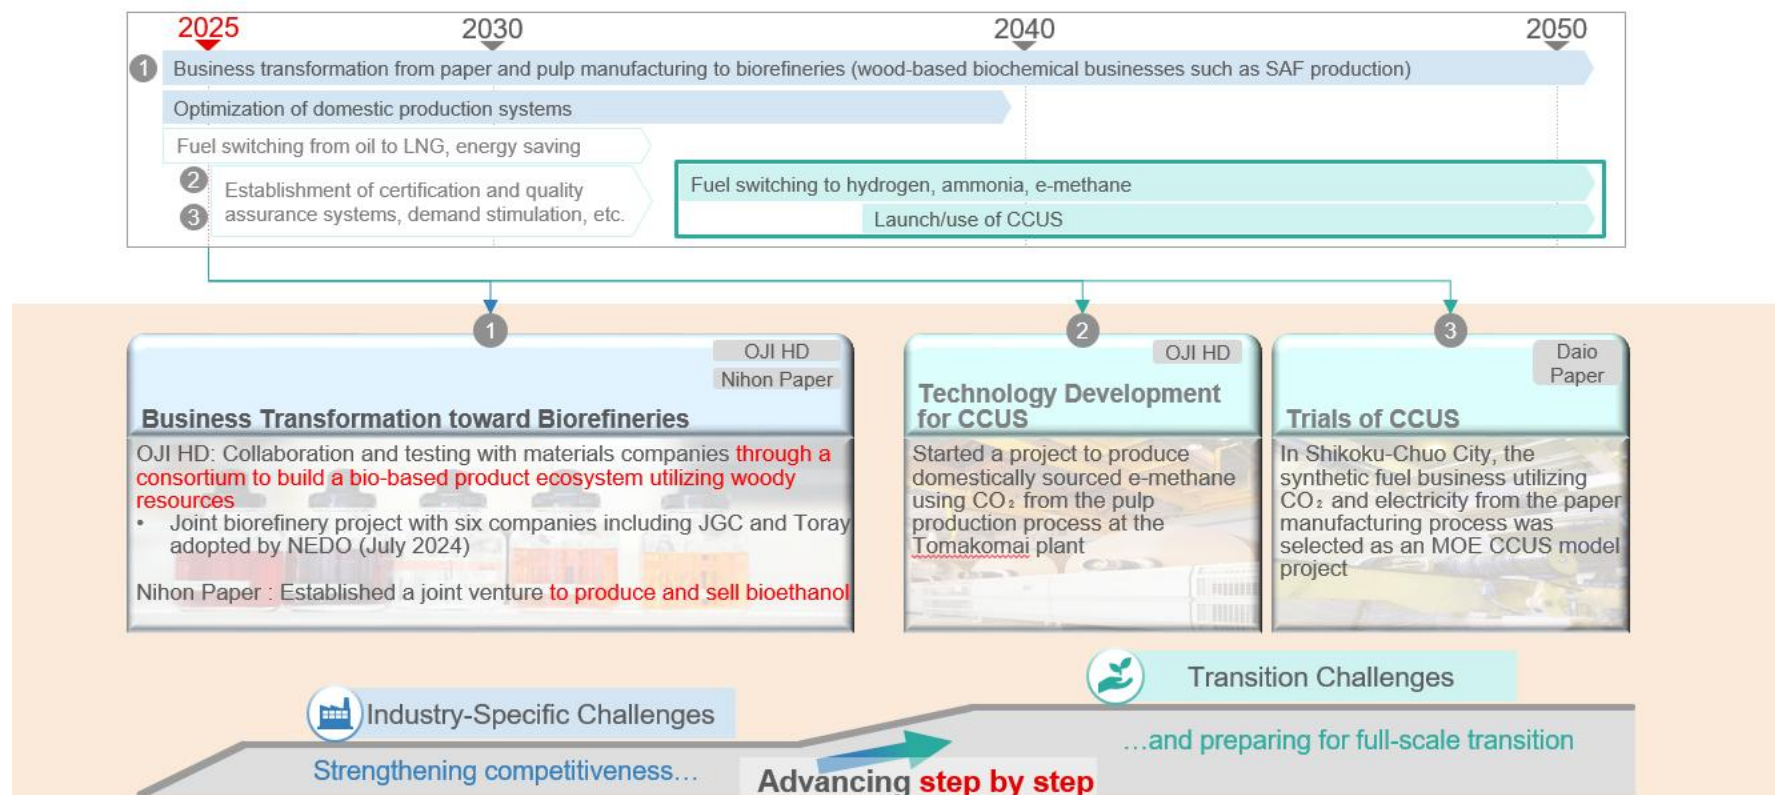 2025
2030
2040
2050
1
Business transformation from paper and pulp manufacturing to biorefineries (wood-based biochemical businesses such as SAF production)
Optimization of domestic production systems
Fuel switching from oil to LNG, energy saving
2
3
Establishment of certification and quality
assurance systems, demand stimulation, etc.
Fuel switching to hydrogen, ammonia, e-methane
Launch/use of CCUS
1
OJI HD
Nihon Paper
Business Transformation toward Biorefineries
OJI HD: Collaboration and testing with materials companies through a
consortium to build a bio-based product ecosystem utilizing woody
resources
• Joint biorefinery project with six companies including JGC and Toray
adopted by NEDO (July 2024)
Nihon Paper : Established a joint venture to produce and sell bioethanol
2
OJI HD
Technology Development
for CCUS
Started a project to produce
domestically sourced e-methane
using CO₂ from the pulp
production process at the
Tomakomai plant
3
Daio
Paper
Trials of CCUS
In Shikoku-Chuo City, the
synthetic fuel business utilizing
CO₂ and electricity from the paper
manufacturing process was
selected as an MOE CCUS model
project
Industry-Specific Challenges
Strengthening competitiveness…
Transition Challenges
…and preparing for full-scale transition
Advancing step by step